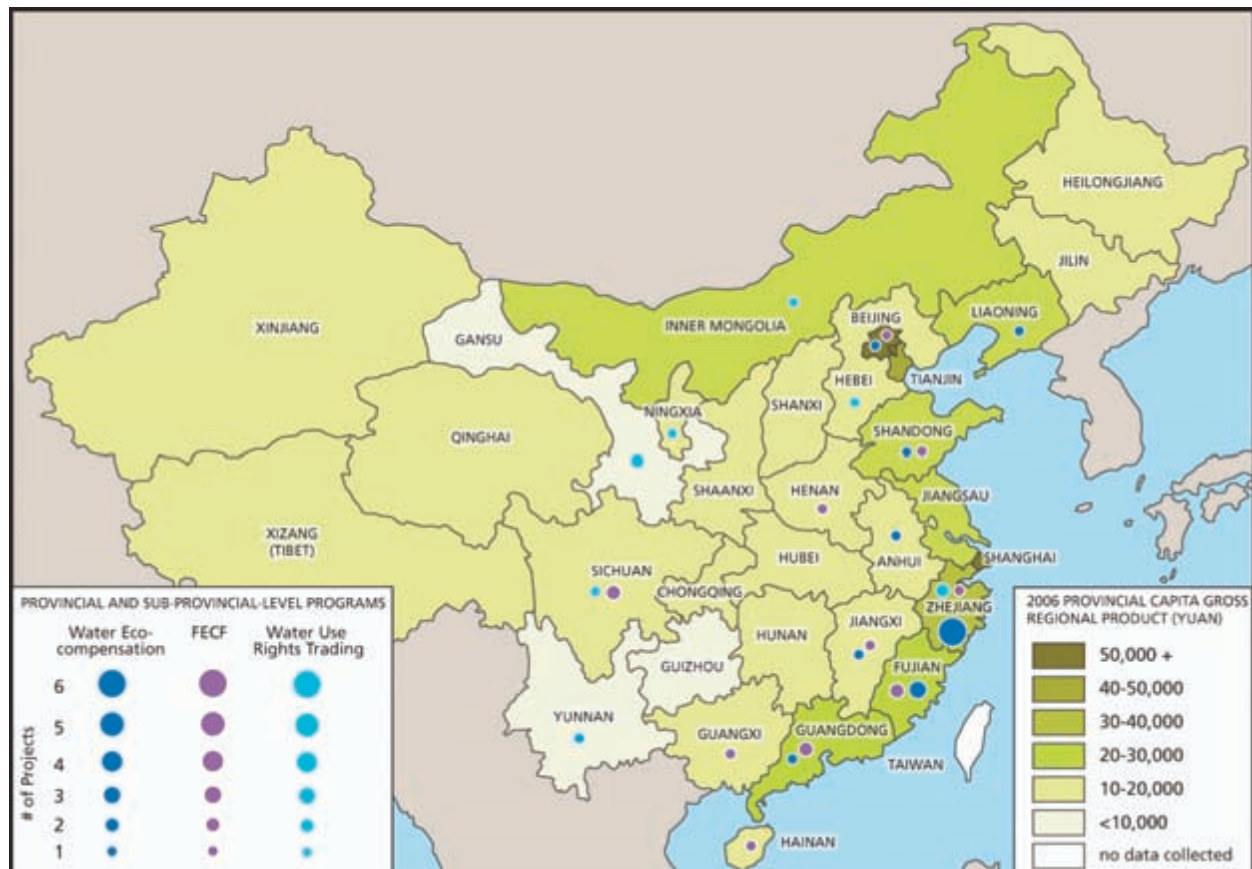 HEILONGJIANG
JILIN
XINJIANG
GANSU
INNER MONGOLIA
BEIJING
LIAONING
TIANJIN
HEBEI
NINGXIA
SHANXI
QINGHAI
SHANDONG
SHAANXI
HENAN
JIANGSAU
XIZANG
(TIBET)
SICHUAN
HUBEI
ANHUI
SHANGHAI
CHONGQING
ZHEJIANG
HUNAN
JIANGXI
GUIZHOU
FUJIAN
YUNNAN
GUANGXI
GUANGDONG
TAIWAN
HAINAN
PROVINCIAL AND SUB-PROVINCIAL-LEVEL PROGRAMS
Water Eco-
compensation
FECF
Water Use
Rights Trading
# of Projects
6
5
4
3
2
1
2006 PROVINCIAL CAPITA GROSS
REGIONAL PRODUCT (YUAN)
50,000 +
40-50,000
30-40,000
20-30,000
10-20,000
<10,000
no data collected